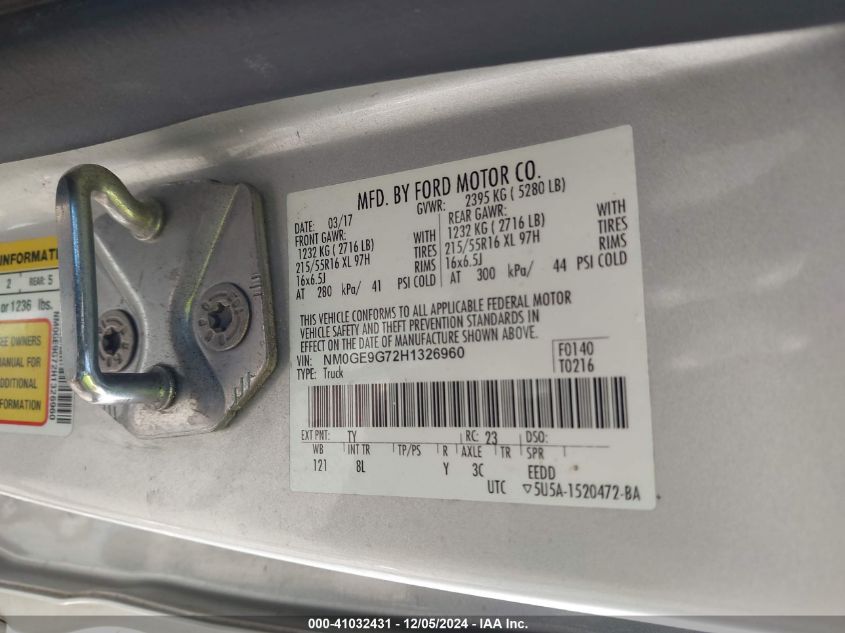 MFD. BY FORD MOTOR CO.
DATE: 03/17 GVWR: 2395 KG ( 5280 LB)
FRONT GAWR: REAR GAWR:
1232 KG ( 2716 LB) WITH 1232 KG ( 2716 LB) WITH
215/55R16 XL 97H TIRES 215/55R16 XL 97H TIRES
16x6.5J RIMS 16x6.5J RIMS
AT 280 kPa/ 41 PSI COLD AT 300 kPa/ 44 PSI COLD
THIS VEHICLE CONFORMS TO ALL APPLICABLE FEDERAL MOTOR
VEHICLE SAFETY AND THEFT PREVENTION STANDARDS IN
EFFECT ON THE DATE OF MANUFACTURE SHOWN ABOVE.
VIN: NM0GE9G72H1326960 F0140
TYPE: Truck T0216
EXT PNT: TY RC: 23 DSO:
WB INT TR TP/PS R AXLE TR SPR
121 8L Y 3C EEDD
UTC ▽5U5A-1520472-BA
INFORMATI
2 REAR: 5
or 1236 lbs.
EE OWNERS
MANUAL FOR
ADDITIONAL
FORMATION
NM0GE9G72H1326960
000-41032431 - 12/05/2024 - IAA Inc.